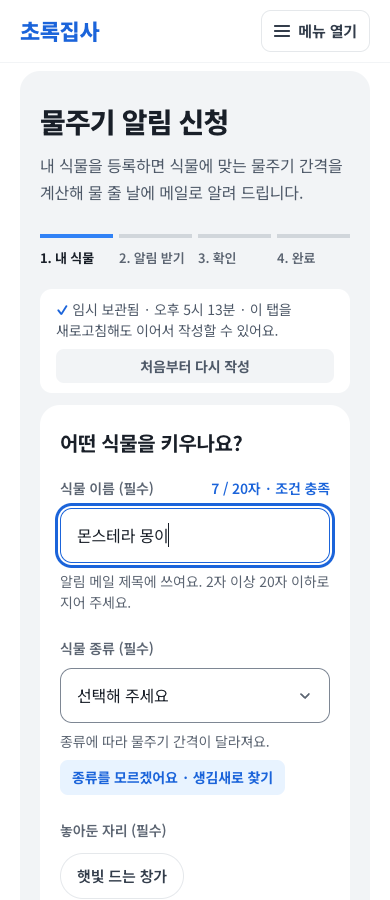 초록집사
메뉴 열기
물주기 알림 신청
내 식물을 등록하면 식물에 맞는 물주기 간격을
계산해 물 줄 날에 메일로 알려 드립니다.
1. 내 식물
2. 알림 받기
3. 확인
4. 완료
임시 보관됨 · 오후 5시 13분 · 이 탭을
새로고침해도 이어서 작성할 수 있어요.
처음부터 다시 작성
어떤 식물을 키우나요?
식물 이름 (필수)
7 / 20자 · 조건 충족
몬스테라 몽이
알림 메일 제목에 쓰여요. 2자 이상 20자 이하로
지어 주세요.
식물 종류 (필수)
선택해 주세요
종류에 따라 물주기 간격이 달라져요.
종류를 모르겠어요 · 생김새로 찾기
놓아둔 자리 (필수)
햇빛 드는 창가